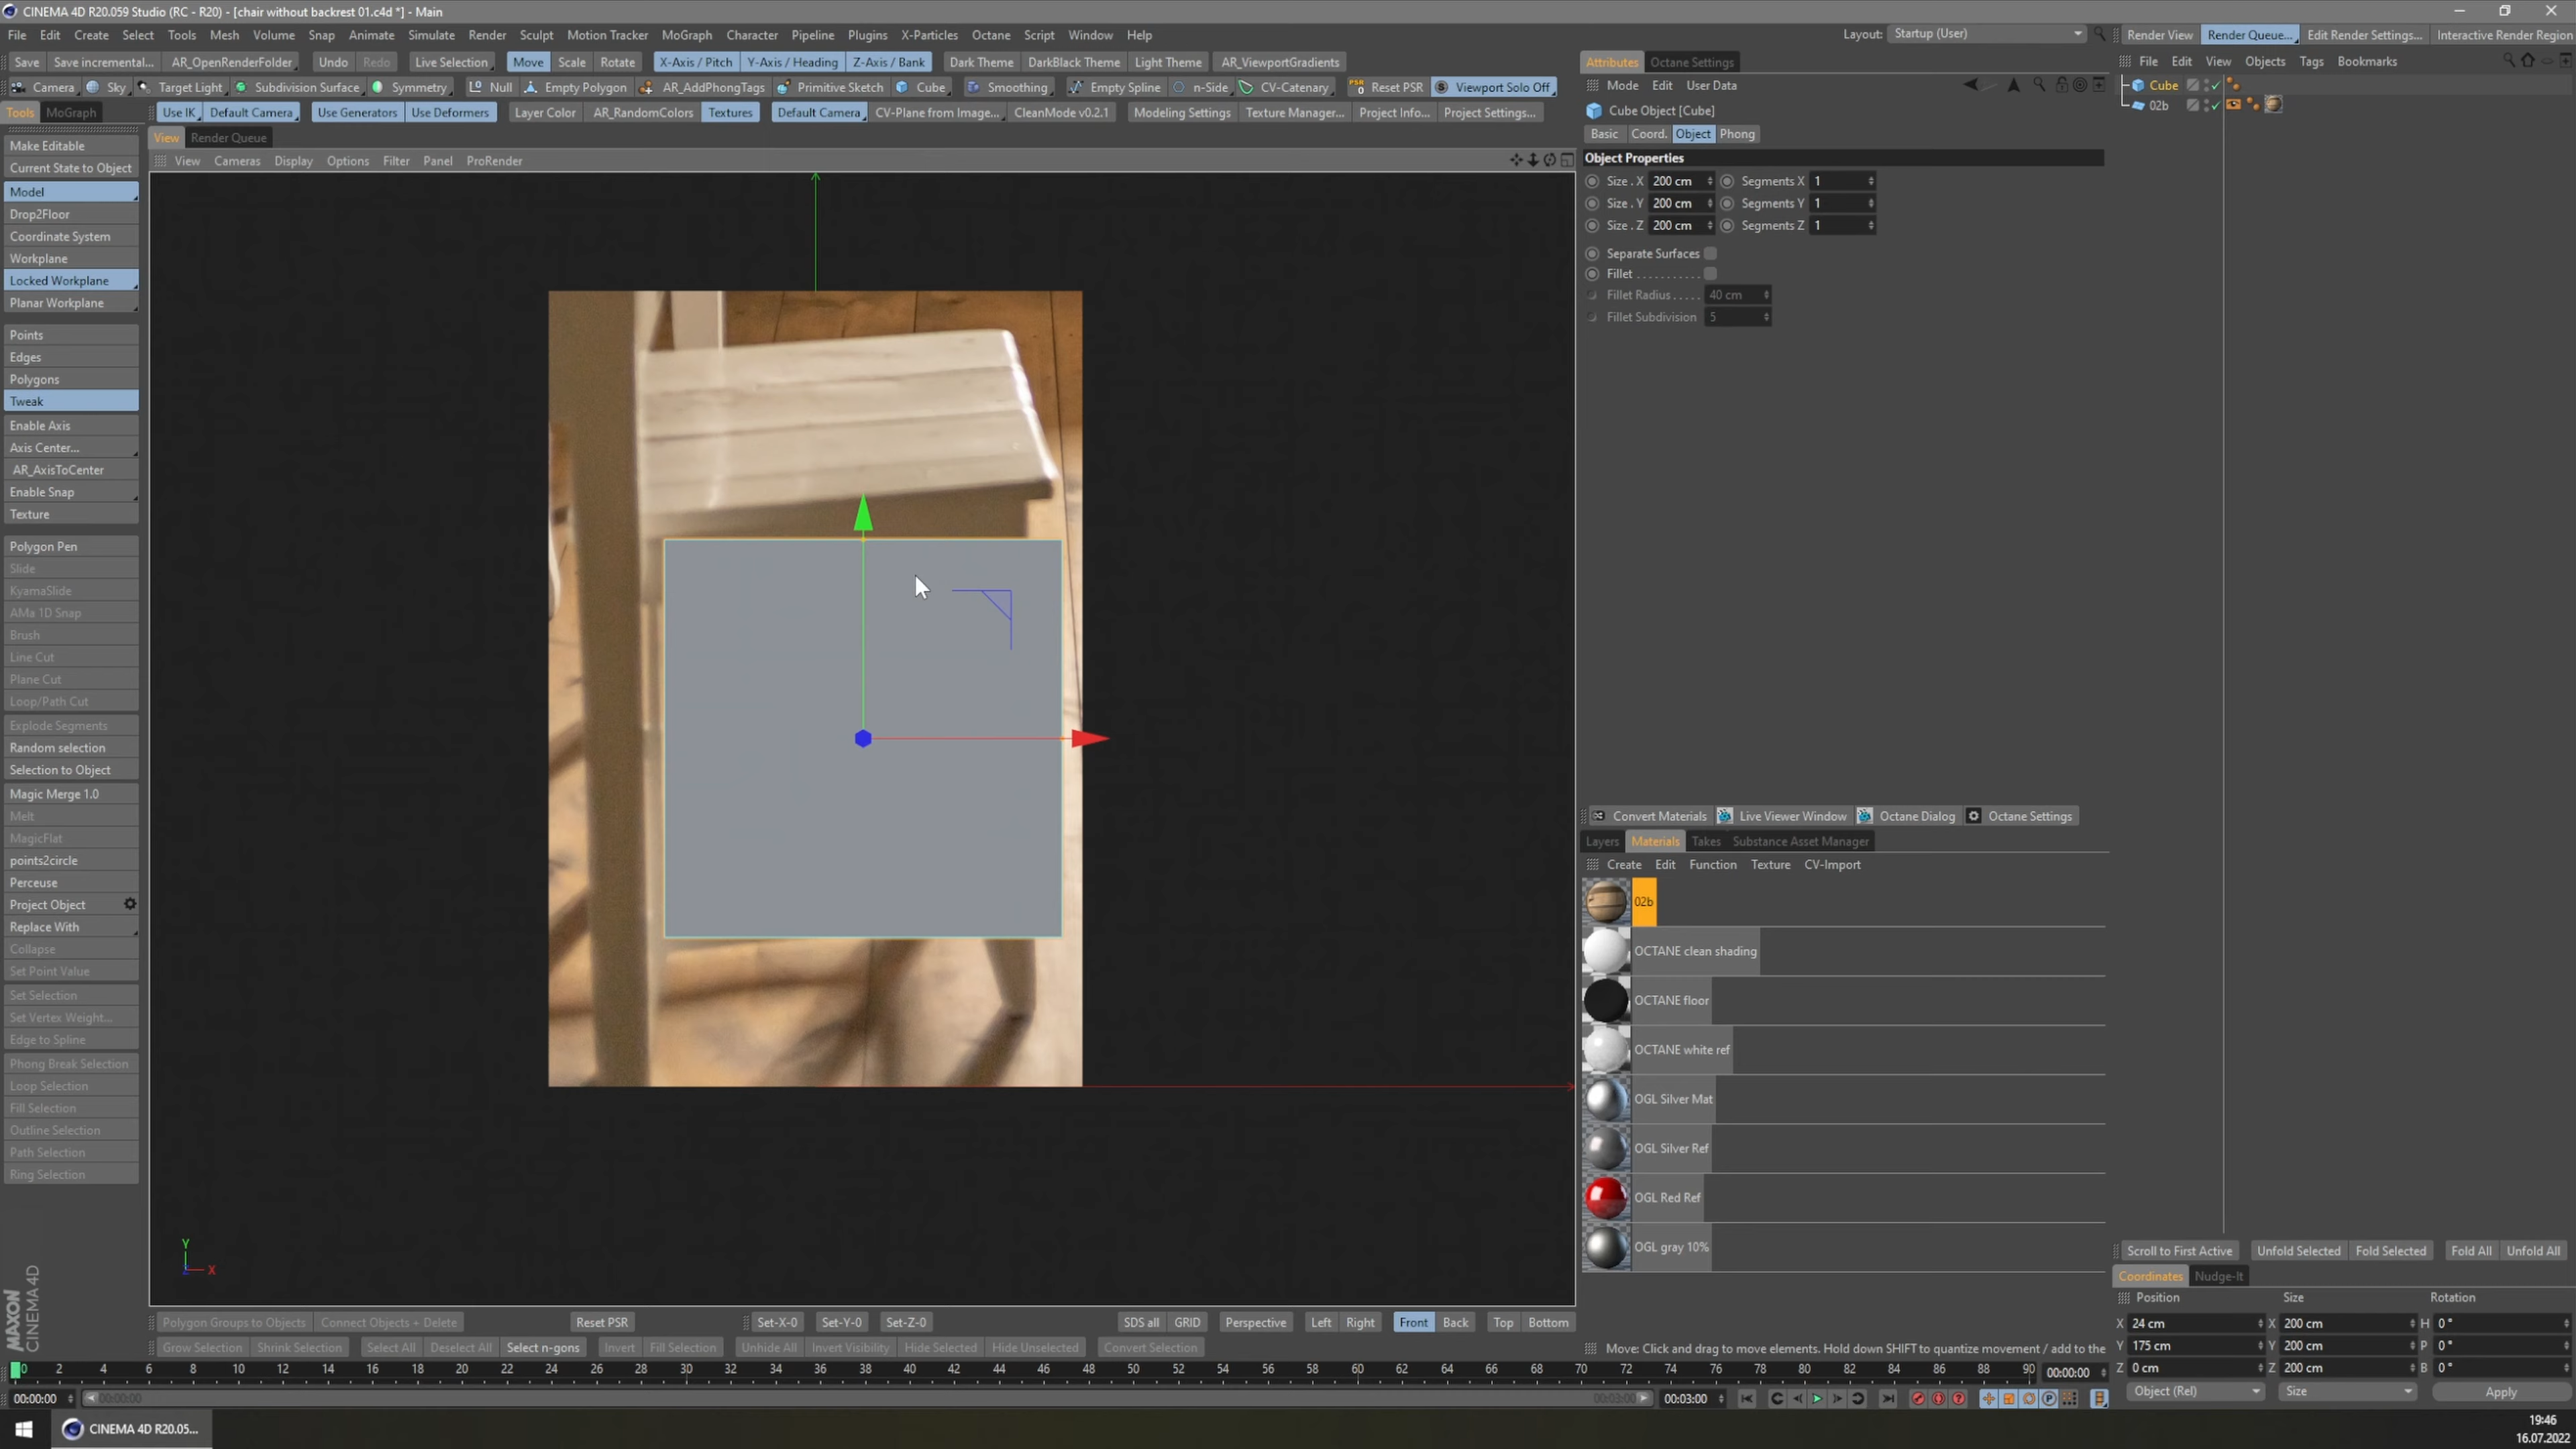 CINEMA 4D R20.059 Studio (RC - R20) - [chair without backrest 01.c4d *] - Main
File Edit Create Select Tools Mesh Volume Snap Animate Simulate Render Sculpt Motion Tracker MoGraph Character Pipeline Plugins X-Particles Octane Script Window Help
Layout: Startup (User)
Render View Render Queue... Edit Render Settings... Interactive Render Region
Save Save incremental... AR_OpenRenderFolder Undo Redo Live Selection Move Scale Rotate X-Axis / Pitch Y-Axis / Heading Z-Axis / Bank Dark Theme DarkBlack Theme Light Theme AR_ViewportGradients
Camera Sky Target Light Subdivision Surface Symmetry Null Empty Polygon AR_AddPhongTags Primitive Sketch Cube Smoothing Empty Spline n-Side CV-Catenary PSR Reset PSR Viewport Solo Off
Tools MoGraph
Use IK Default Camera Use Generators Use Deformers Layer Color AR_RandomColors Textures Default Camera CV-Plane from Image... CleanMode v0.2.1 Modeling Settings Texture Manager... Project Info... Project Settings...
View Render Queue
View Cameras Display Options Filter Panel ProRender
Make Editable
Current State to Object
Model
Drop2Floor
Coordinate System
Workplane
Locked Workplane
Planar Workplane
Points
Edges
Polygons
Tweak
Enable Axis
Axis Center...
AR_AxisToCenter
Enable Snap
Texture
Polygon Pen
Slide
KyamaSlide
AMa 1D Snap
Brush
Line Cut
Plane Cut
Loop/Path Cut
Explode Segments
Random selection
Selection to Object
Magic Merge 1.0
Melt
MagicFlat
points2circle
Perceuse
Project Object
Replace With
Collapse
Set Point Value
Set Selection
Set Vertex Weight...
Edge to Spline
Phong Break Selection
Loop Selection
Fill Selection
Outline Selection
Path Selection
Ring Selection
MAXON
CINEMA 4D
Y
X
Attributes Octane Settings
Mode Edit User Data
Cube Object [Cube]
Basic Coord. Object Phong
Object Properties
Size . X 200 cm Segments X 1
Size . Y 200 cm Segments Y 1
Size . Z 200 cm Segments Z 1
Separate Surfaces
Fillet . . . . . . . . . . .
Fillet Radius . . . . . 40 cm
Fillet Subdivision 5
Convert Materials Live Viewer Window Octane Dialog Octane Settings
Layers Materials Takes Substance Asset Manager
Create Edit Function Texture CV-Import
02b
OCTANE clean shading
OCTANE floor
OCTANE white ref
OGL Silver Mat
OGL Silver Ref
OGL Red Ref
OGL gray 10%
File Edit View Objects Tags Bookmarks
Cube
02b
Scroll to First Active Unfold Selected Fold Selected Fold All Unfold All
Coordinates Nudge-It
Position Size Rotation
X 24 cm X 200 cm H 0 °
Y 175 cm Y 200 cm P 0 °
Z 0 cm Z 200 cm B 0 °
Object (Rel) Size Apply
Polygon Groups to Objects Connect Objects + Delete Reset PSR Set-X-0 Set-Y-0 Set-Z-0 SDS all GRID Perspective Left Right Front Back Top Bottom
Grow Selection Shrink Selection Select All Deselect All Select n-gons Invert Fill Selection Unhide All Invert Visibility Hide Selected Hide Unselected Convert Selection
Move: Click and drag to move elements. Hold down SHIFT to quantize movement / add to the
0 2 4 6 8 10 12 14 16 18 20 22 24 26 28 30 32 34 36 38 40 42 44 46 48 50 52 54 56 58 60 62 64 66 68 70 72 74 76 78 80 82 84 86 88 90 00:00:00
00:00:00 00:00:00 00:03:00 00:03:00
CINEMA 4D R20.05...
19:46
16.07.2022